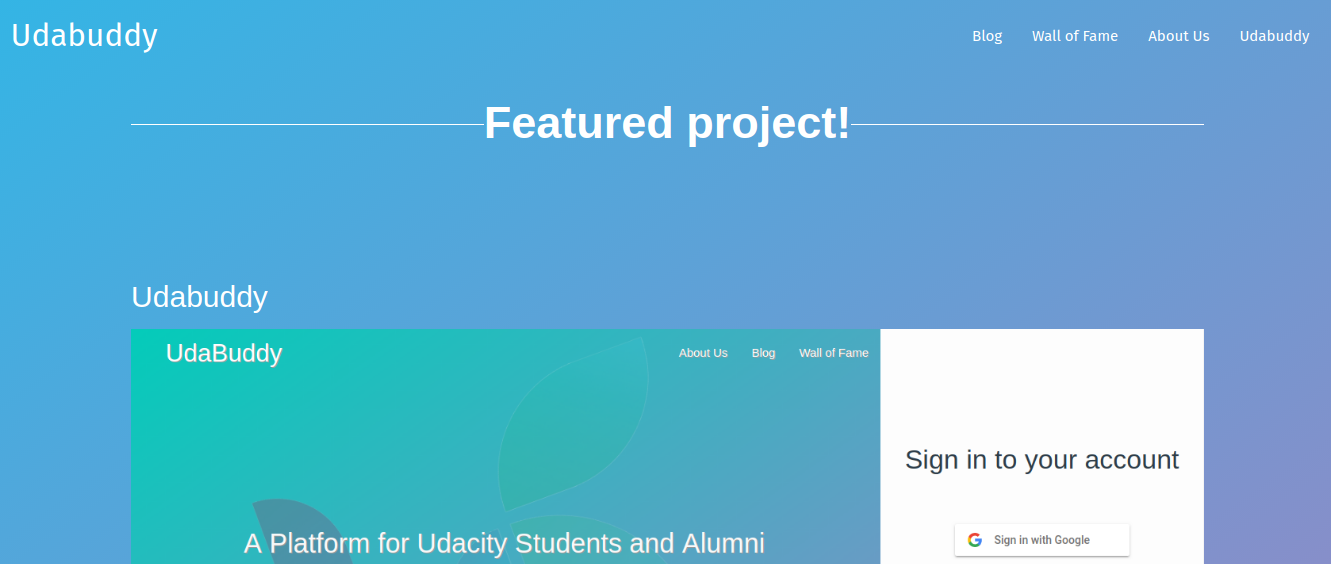 Udabuddy
Blog Wall of Fame About Us Udabuddy
Featured project!
Udabuddy
UdaBuddy
About Us Blog Wall of Fame
A Platform for Udacity Students and Alumni
Sign in to your account
Sign in with Google